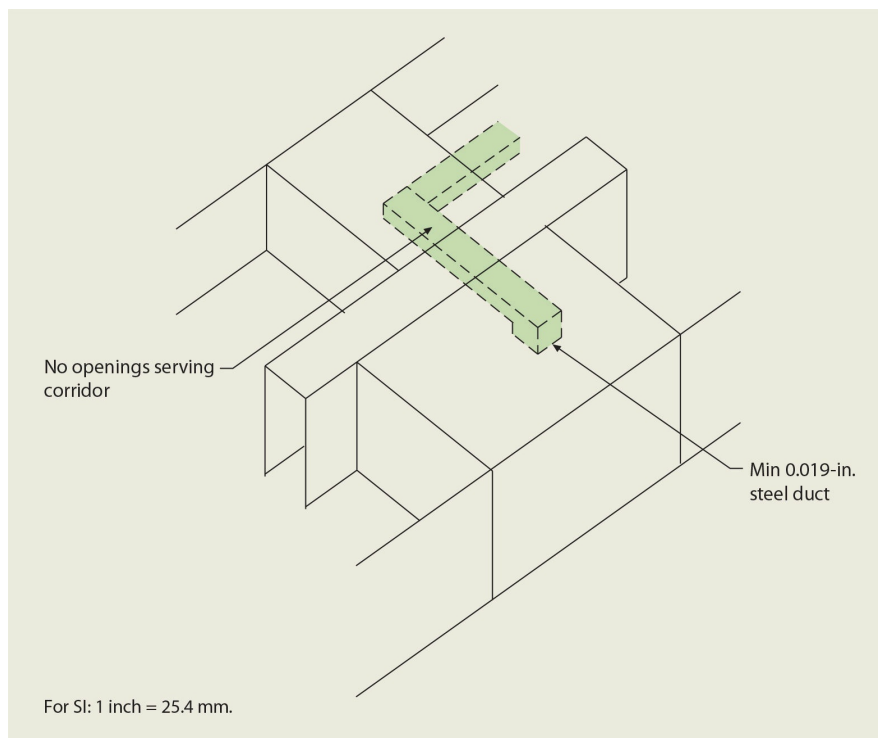 No openings serving
corridor
Min 0.019-in.
steel duct
For SI: 1 inch = 25.4 mm.